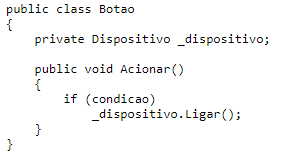 public class Botao
{
    private Dispositivo _dispositivo;

    public void Acionar()
    {
        if (condicao)
            _dispositivo.Ligar();
    }
}